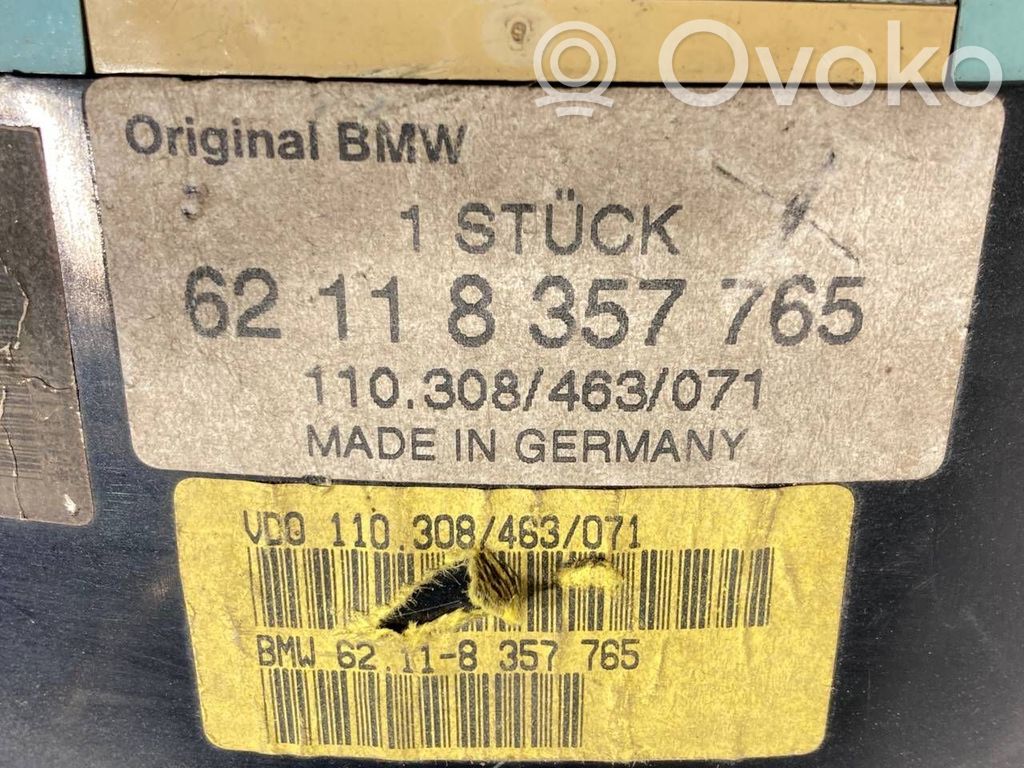 Ovoko
Original BMW
1 STÜCK
62 11 8 357 765
110.308/463/071
MADE IN GERMANY
VDO 110.308/463/071
BMW 62.11-8 357 765